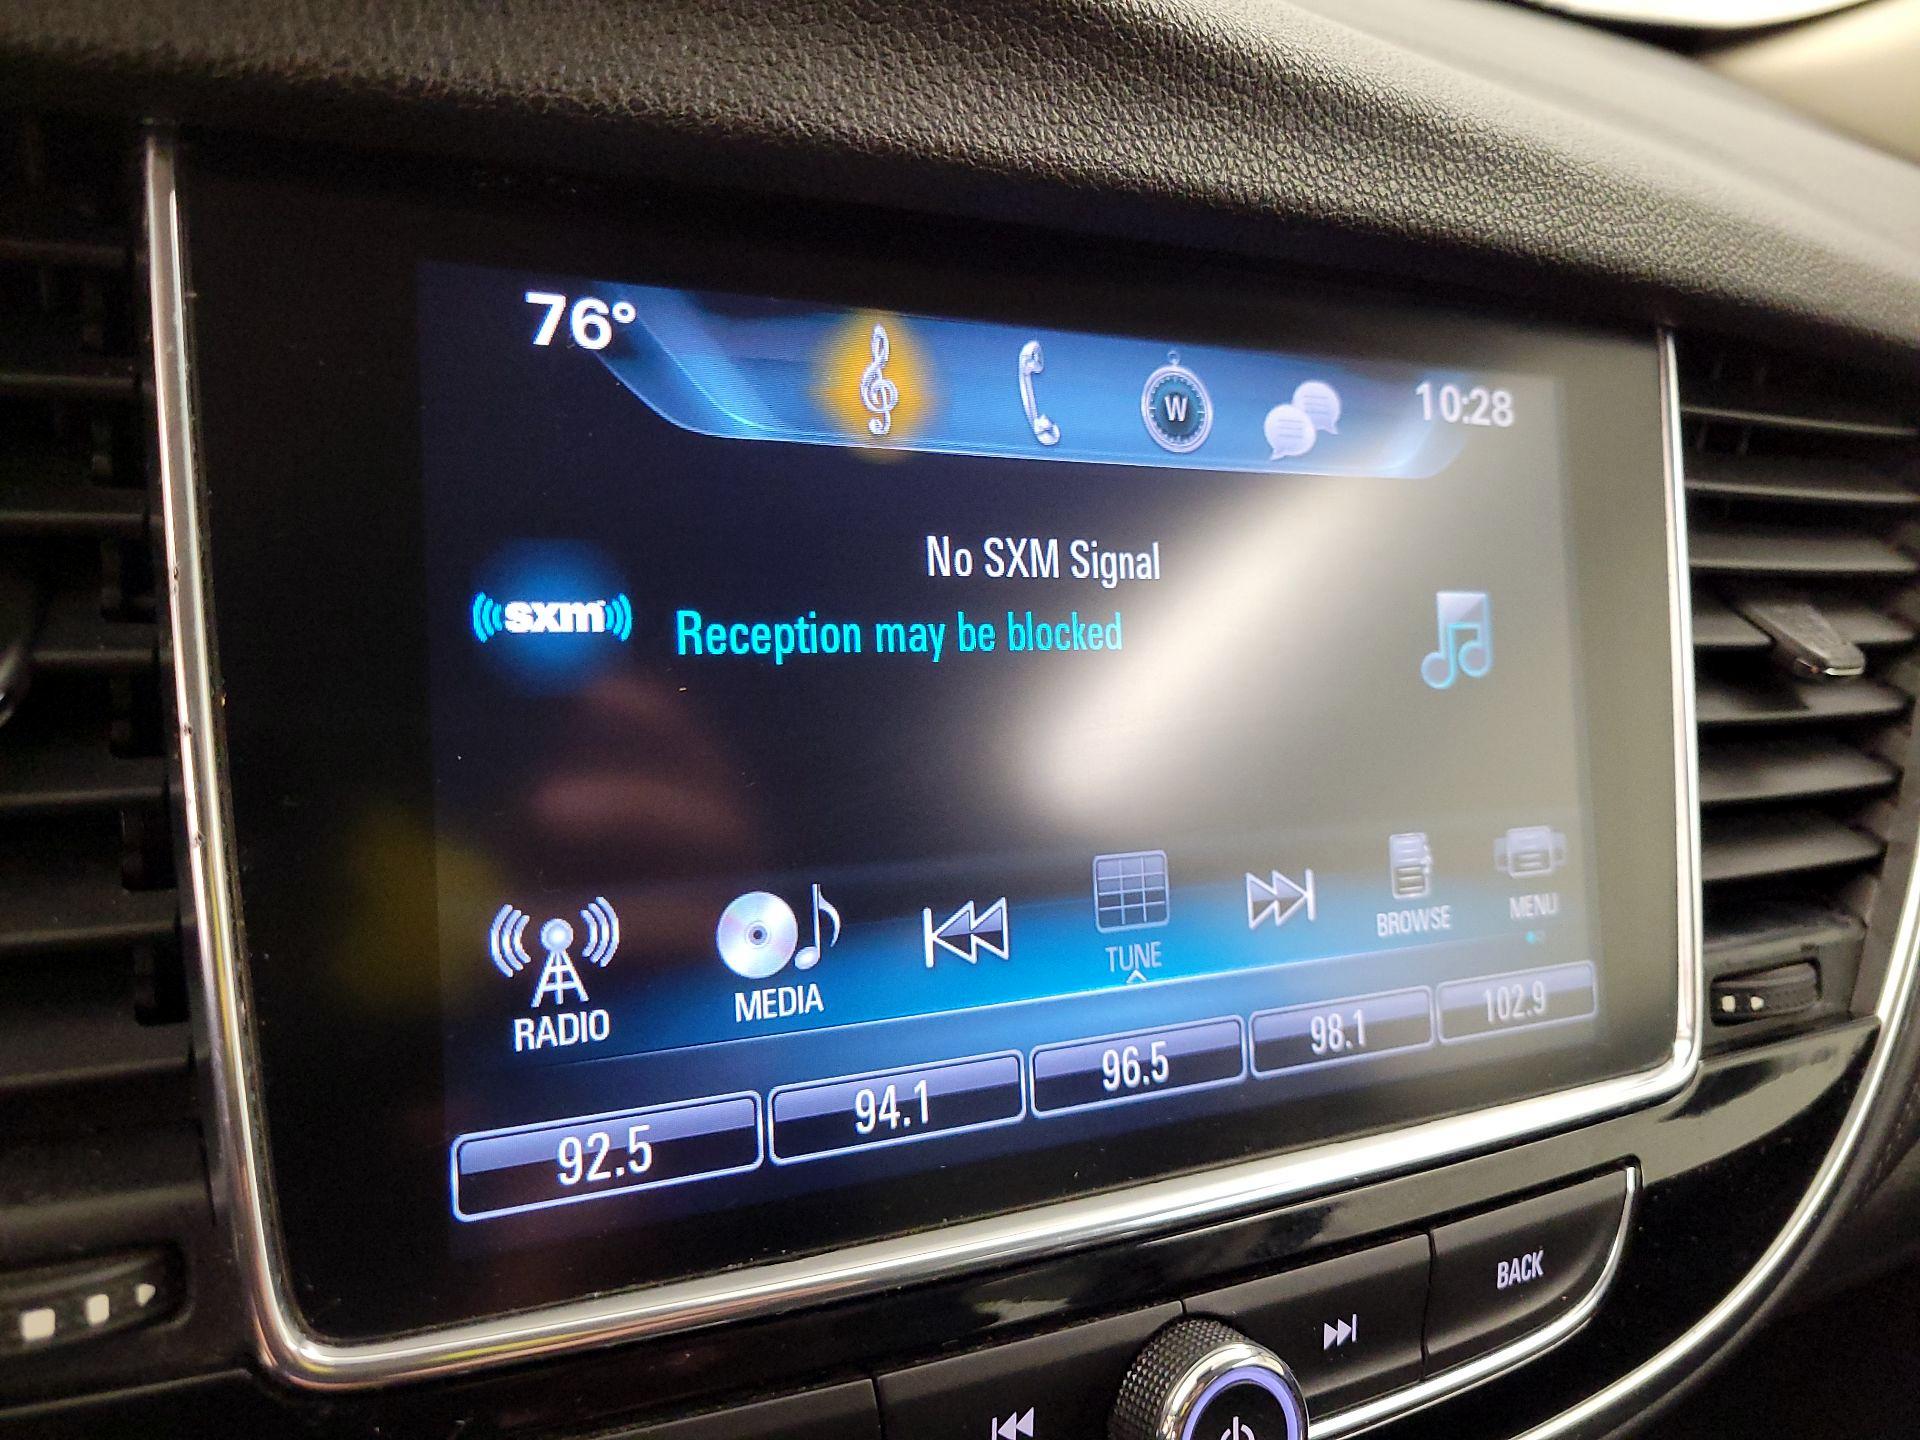 76°
W
10:28
No SXM Signal
sxm
Reception may be blocked
RADIO
MEDIA
TUNE
BROWSE
MENU
92.5
94.1
96.5
98.1
102.9
BACK